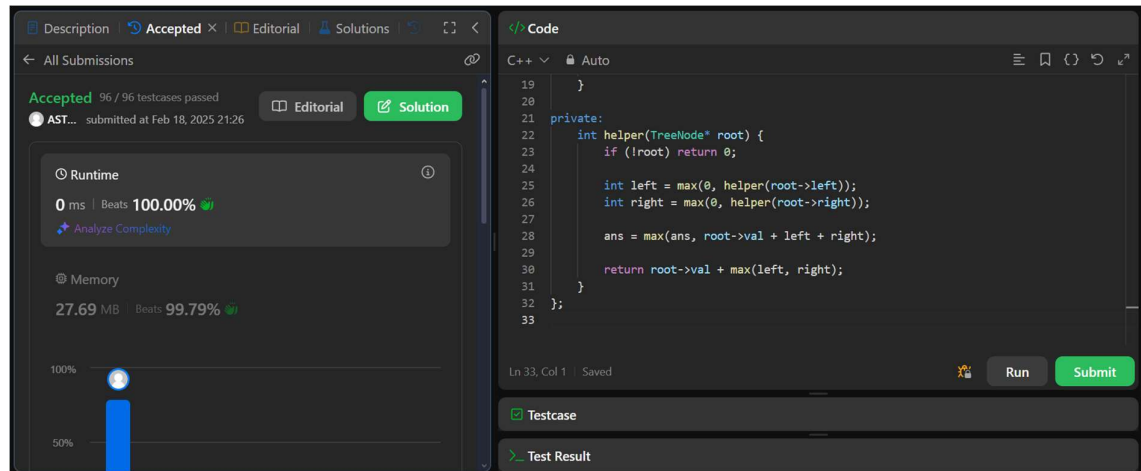 Description
Accepted
Editorial
Solutions
All Submissions
Accepted 96 / 96 testcases passed
AST... submitted at Feb 18, 2025 21:26
Editorial
Solution
Runtime
0 ms | Beats 100.00%
Analyze Complexity
Memory
27.69 MB | Beats 99.79%
100%
50%
</> Code
C++ Auto
19 }
20
21 private:
22 int helper(TreeNode* root) {
23 if (!root) return 0;
24
25 int left = max(0, helper(root->left));
26 int right = max(0, helper(root->right));
27
28 ans = max(ans, root->val + left + right);
29
30 return root->val + max(left, right);
31 }
32 };
33
Ln 33, Col 1 | Saved
Run
Submit
Testcase
Test Result